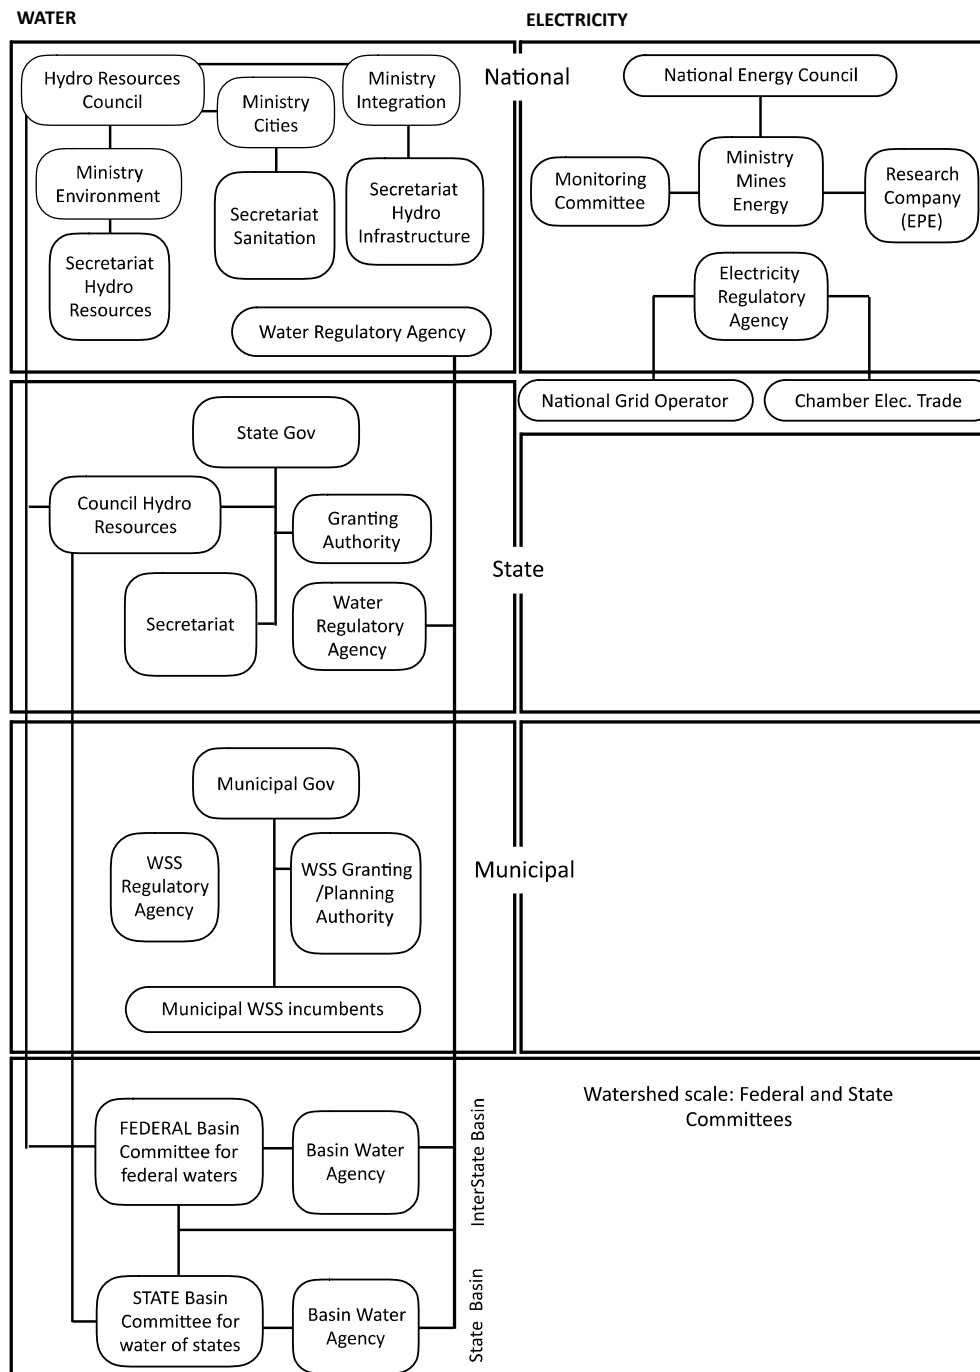 WATER
ELECTRICITY
Hydro Resources
Council
Ministry
Cities
Ministry
Integration
National
National Energy Council
Ministry
Environment
Secretariat
Sanitation
Secretariat
Hydro
Infrastructure
Secretariat
Hydro
Resources
Monitoring
Committee
Ministry
Mines
Energy
Research
Company
(EPE)
Water Regulatory Agency
Electricity
Regulatory
Agency
National Grid Operator
Chamber Elec. Trade
State Gov
Council Hydro
Resources
Granting
Authority
State
Secretariat
Water
Regulatory
Agency
Municipal Gov
WSS
Regulatory
Agency
WSS Granting
/Planning
Authority
Municipal
Municipal WSS incumbents
Watershed scale: Federal and State
Committees
FEDERAL Basin
Committee for
federal waters
Basin Water
Agency
InterState Basin
STATE Basin
Committee for
water of states
Basin Water
Agency
State Basin